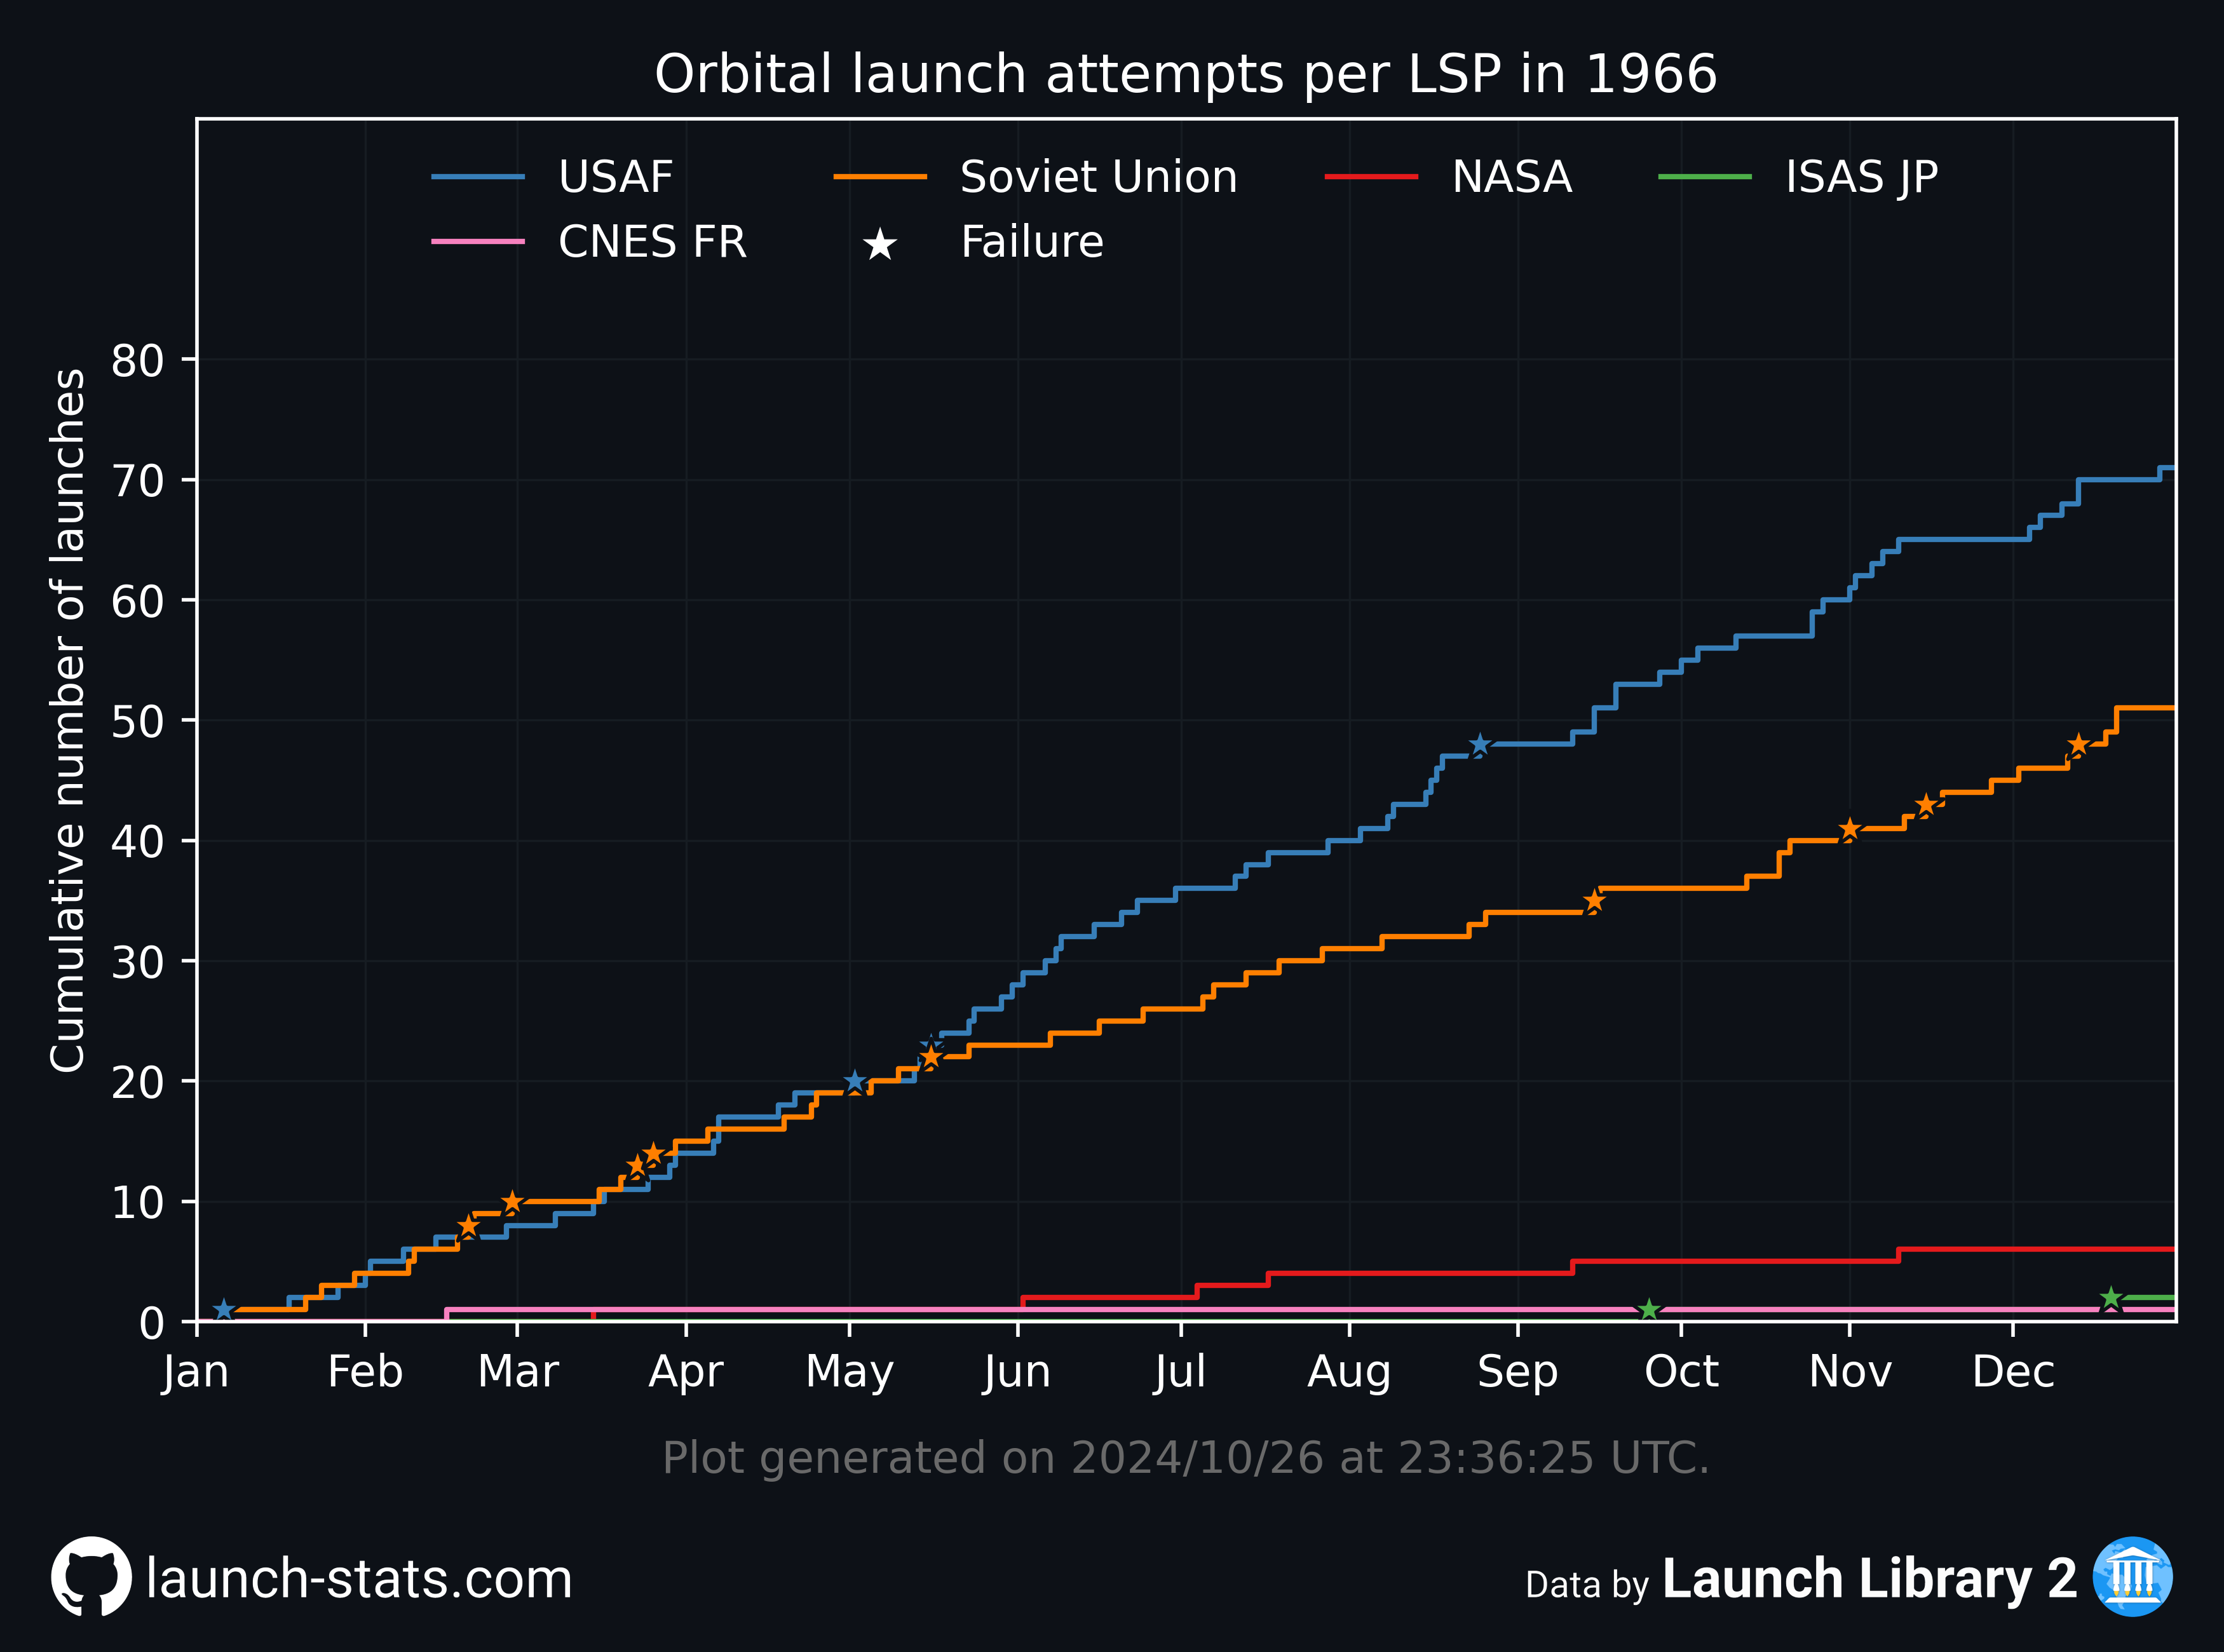 Orbital launch attempts per LSP in 1966
USAF Soviet Union NASA ISAS JP
CNES FR Failure
Cumulative number of launches
80
70
60
50
40
30
20
10
0
Jan Feb Mar Apr May Jun Jul Aug Sep Oct Nov Dec
Plot generated on 2024/10/26 at 23:36:25 UTC.
launch-stats.com
Data by Launch Library 2